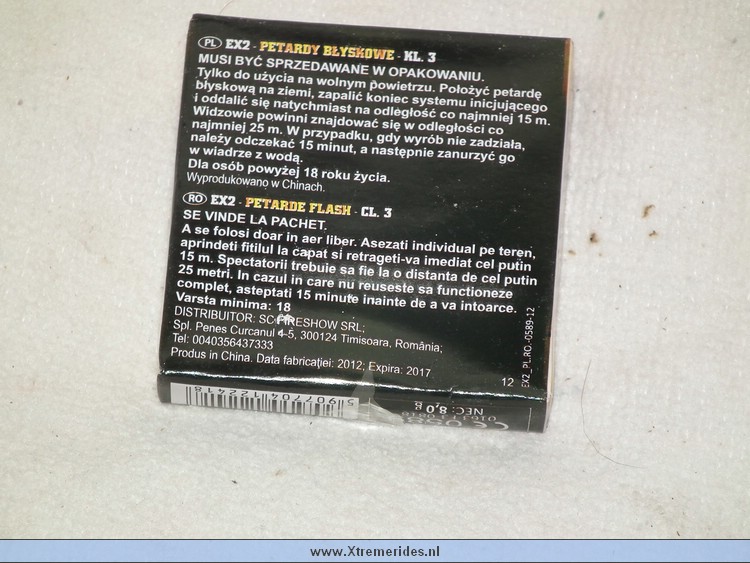 PL EX2 - PETARDY BŁYSKOWE - KL. 3
MUSI BYĆ SPRZEDAWANE W OPAKOWANIU.
Tylko do użycia na wolnym powietrzu. Położyć petardę
błyskową na ziemi, zapalić koniec systemu inicjującego
i oddalić się natychmiast na odległość co najmniej 15 m.
Widzowie powinni znajdować się w odległości co
najmniej 25 m. W przypadku, gdy wyrób nie zadziała,
należy odczekać 15 minut, a następnie zanurzyć go
w wiadrze z wodą.
Dla osób powyżej 18 roku życia.
Wyprodukowano w Chinach.
RO EX2 - PETARDE FLASH - CL. 3
SE VINDE LA PACHET.
A se folosi doar in aer liber. Asezati individual pe teren,
aprindeti fitilul la capat si retrageti-va imediat cel putin
15 m. Spectatorii trebuie sa fie la o distanta de cel putin
25 metri. In cazul in care nu reuseste sa functioneze
complet, asteptati 15 minute inainte de a va intoarce.
Varsta minima: 18
DISTRIBUITOR: SC FIRESHOW SRL;
Spl. Penes Curcanul 4-5, 300124 Timisoara, România;
Tel: 0040356437333
Produs in China. Data fabricaţiei: 2012; Expira: 2017
12
EX2_PL.RO.-0589-12
5907704122418
NEC: 8,0 g
CE 0589
www.Xtremerides.nl